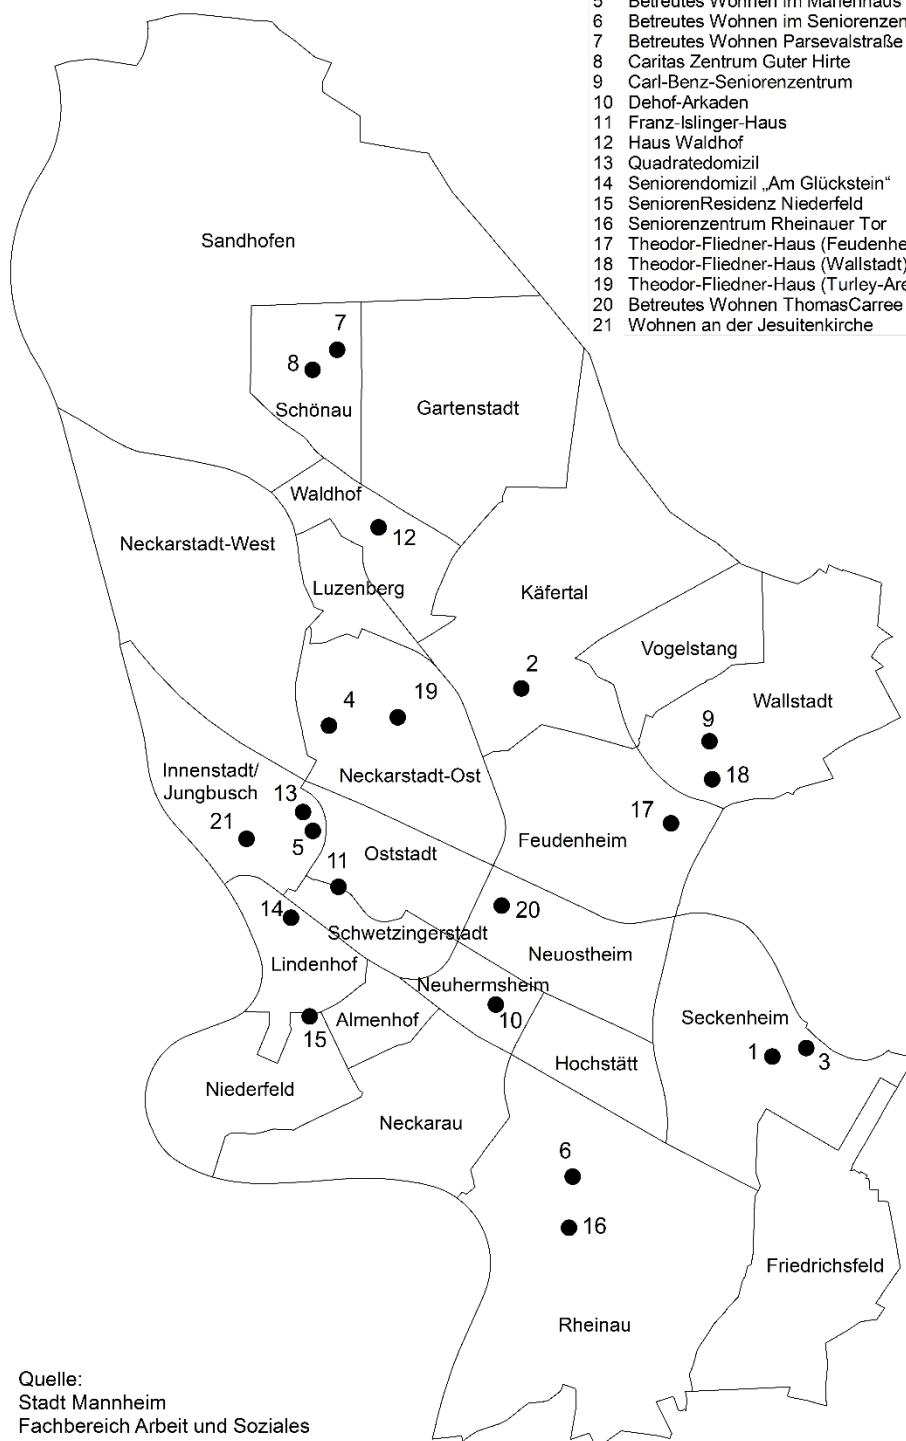 5 Betreutes Wohnen im Marienhaus
6 Betreutes Wohnen im Seniorenzen
7 Betreutes Wohnen Parsevalstraße
8 Caritas Zentrum Guter Hirte
9 Carl-Benz-Seniorenzentrum
10 Dehof-Arkaden
11 Franz-Islinger-Haus
12 Haus Waldhof
13 Quadratedomizil
14 Seniorendomizil „Am Glückstein“
15 SeniorenResidenz Niederfeld
16 Seniorenzentrum Rheinauer Tor
17 Theodor-Fliedner-Haus (Feudenhe
18 Theodor-Fliedner-Haus (Wallstadt)
19 Theodor-Fliedner-Haus (Turley-Are
20 Betreutes Wohnen ThomasCarree
21 Wohnen an der Jesuitenkirche
Sandhofen
7
8
Schönau
Gartenstadt
Waldhof
12
Neckarstadt-West
Luzenberg
Käfertal
Vogelstang
2
Wallstadt
4
19
9
Neckarstadt-Ost
18
Innenstadt/
Jungbusch
13
21
5
17
Feudenheim
Oststadt
11
14
20
Schwetzingerstadt
Neuostheim
Lindenhof
Neuhermsheim
10
Almenhof
15
Seckenheim
1
3
Hochstätt
Niederfeld
Neckarau
6
16
Friedrichsfeld
Rheinau
Quelle:
Stadt Mannheim
Fachbereich Arbeit und Soziales